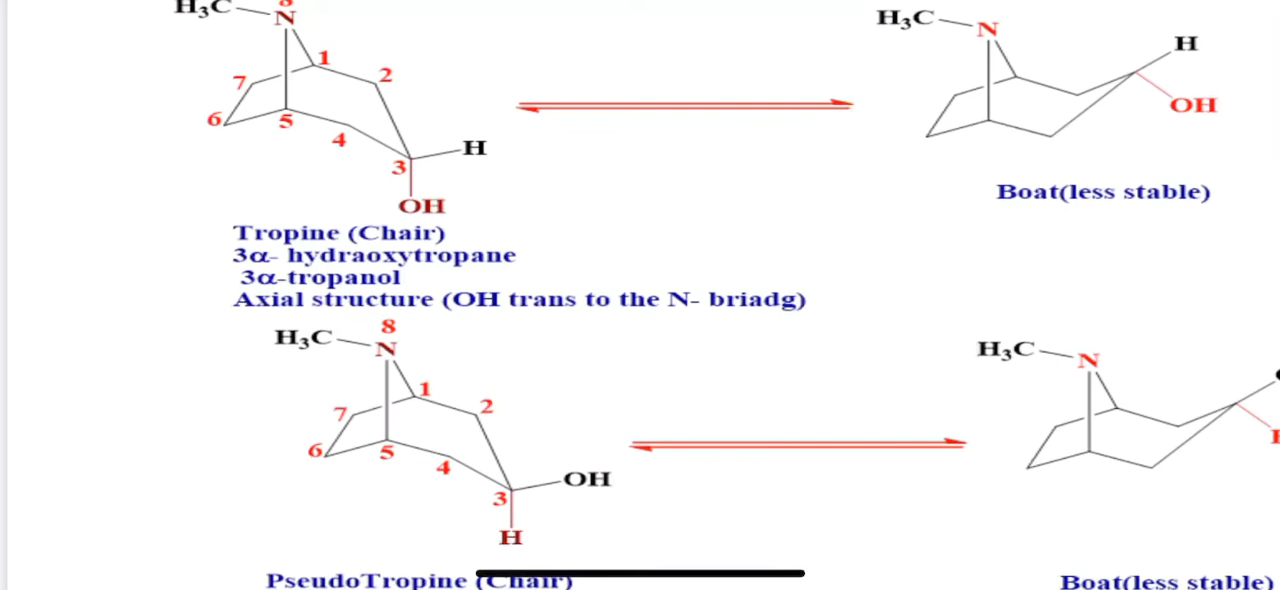 H3C
8
N
1
2
7
6
5
4
3
H
OH
H3C
N
H
OH
Boat(less stable)
Tropine (Chair)
3α- hydraoxytropane
3α-tropanol
Axial structure (OH trans to the N- briadg)
8
H3C
N
1
2
7
6
5
4
3
OH
H
H3C
N
PseudoTropine (Chair)
Boat(less stable)